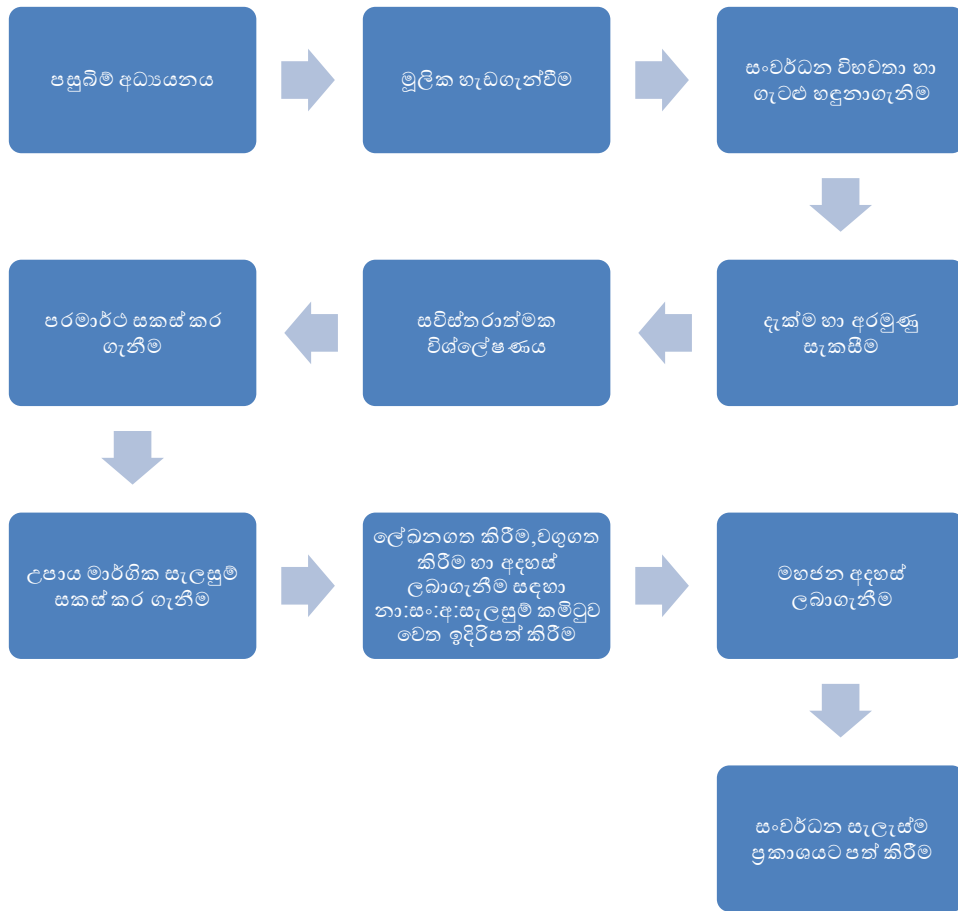 පසුබිම් අධ්‍යයනය
මූලික හැඩගැන්වීම
සංවර්ධන විභවතා හා
ගැටළු හඳුනාගැනිම
දැක්ම හා අරමුණු
සැකසීම
සවිස්තරාත්මක
විශ්ලේෂණය
පරමාර්ථ සකස් කර
ගැනීම
උපාය මාර්ගික සැලසුම්
සකස් කර ගැනීම
ලේඛනගත කිරීම,වගුගත
කිරීම හා අදහස්
ලබාගැනීම සඳහා
නා:සං:අ:සැලසුම් කමිටුව
වෙත ඉදිරිපත් කිරීම
මහජන අදහස්
ලබාගැනීම
සංවර්ධන සැලැස්ම
ප්‍රකාශයට පත් කිරීම